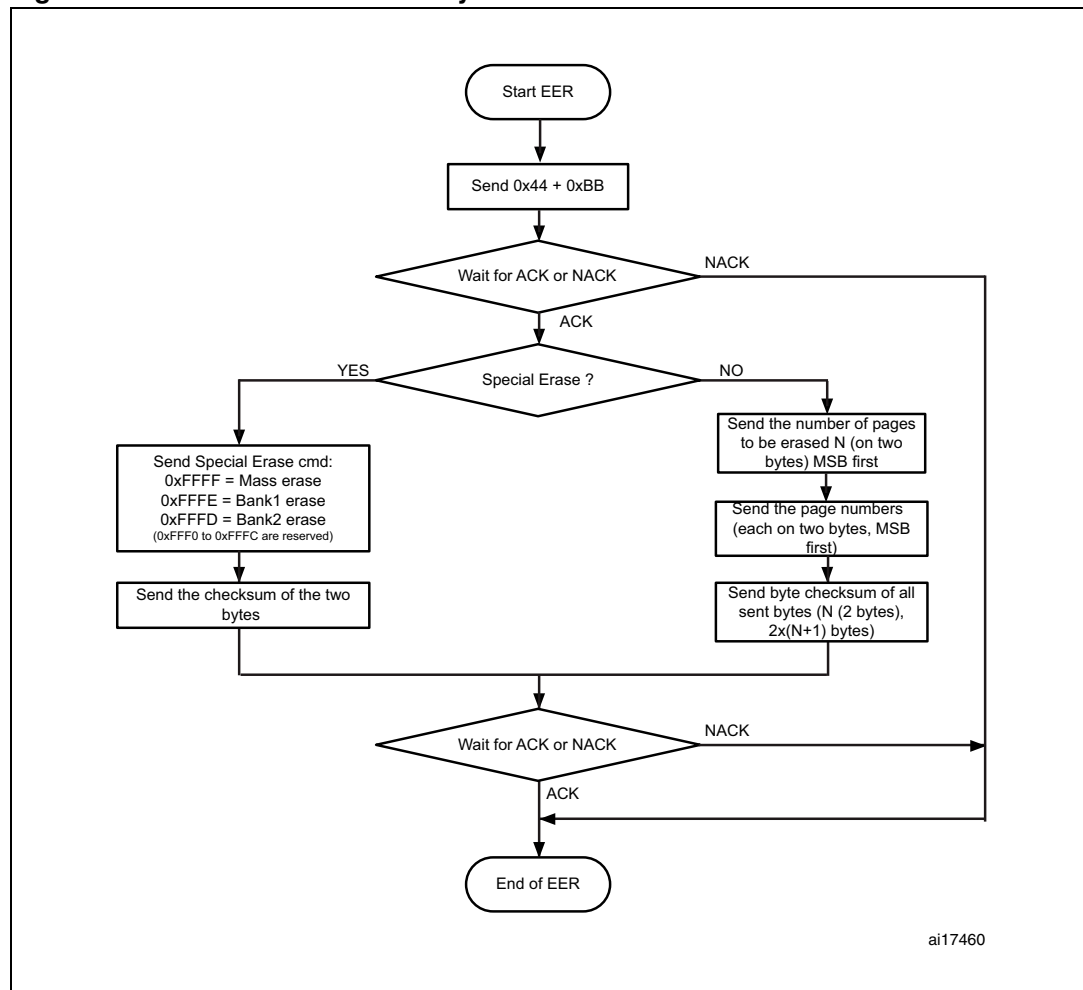 Start EER
Send 0x44 + 0xBB
Wait for ACK or NACK
NACK
ACK
YES
Special Erase ?
NO
Send Special Erase cmd:
0xFFFF = Mass erase
0xFFFE = Bank1 erase
0xFFFD = Bank2 erase
(0xFFF0 to 0xFFFC are reserved)
Send the checksum of the two
bytes
Send the number of pages
to be erased N (on two
bytes) MSB first
Send the page numbers
(each on two bytes, MSB
first)
Send byte checksum of all
sent bytes (N (2 bytes),
2x(N+1) bytes)
Wait for ACK or NACK
NACK
ACK
End of EER
ai17460